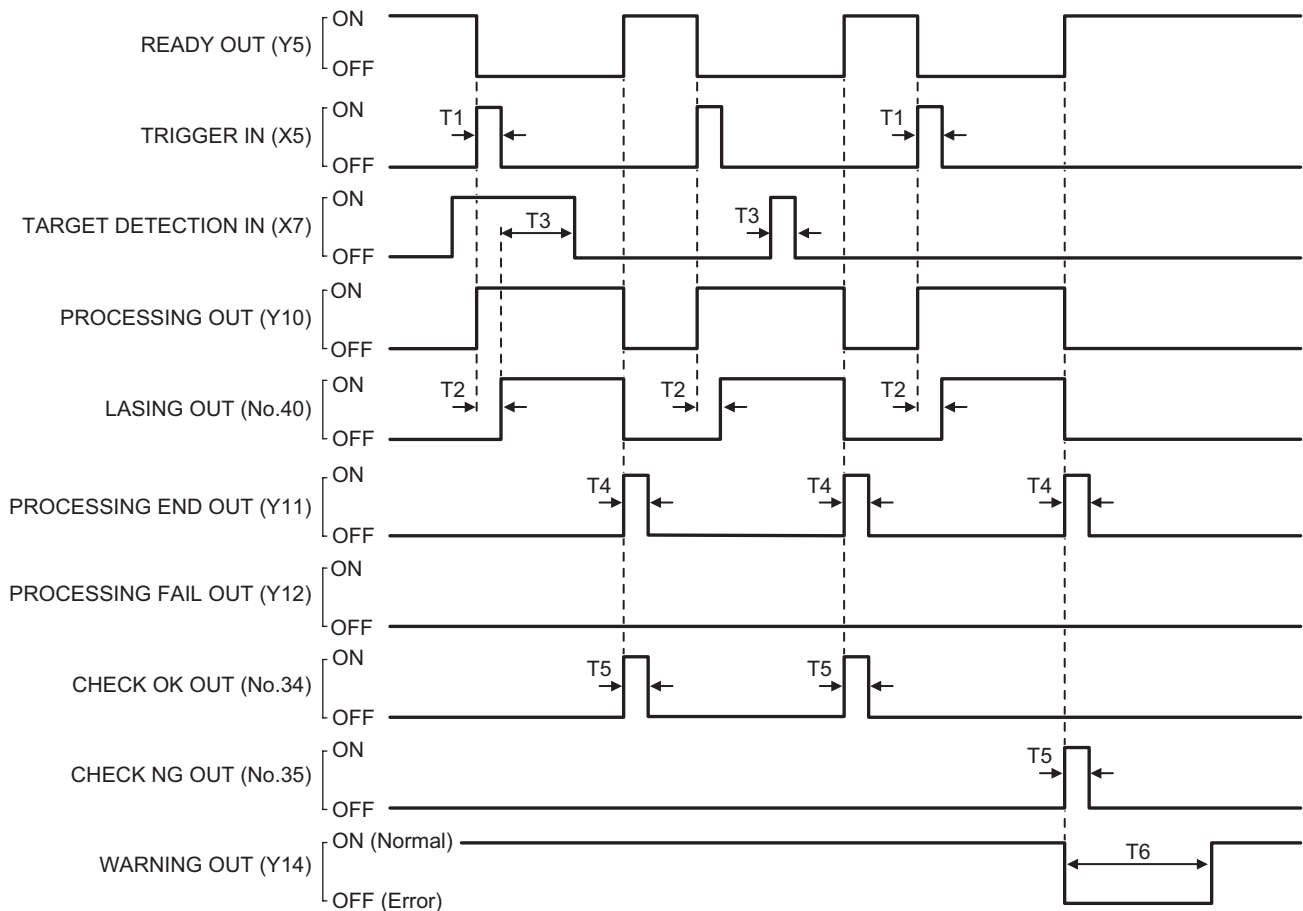 ON
READY OUT (Y5)
OFF
ON
T1 T1
TRIGGER IN (X5)
OFF
ON
TARGET DETECTION IN (X7) T3 T3
OFF
ON
PROCESSING OUT (Y10)
OFF
ON
T2 T2 T2
LASING OUT (No.40)
OFF
ON
T4 T4 T4
PROCESSING END OUT (Y11)
OFF
ON
PROCESSING FAIL OUT (Y12)
OFF
ON
T5 T5
CHECK OK OUT (No.34)
OFF
ON
T5
CHECK NG OUT (No.35)
OFF
ON (Normal)
WARNING OUT (Y14) T6
OFF (Error)